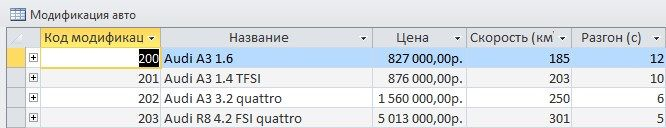 Модификация авто
Код модификац Название Цена Скорость (км/ Разгон (с)
200 Audi A3 1.6 827 000,00р. 185 12
201 Audi A3 1.4 TFSI 876 000,00р. 203 10
202 Audi A3 3.2 quattro 1 560 000,00р. 250 6
203 Audi R8 4.2 FSI quattro 5 013 000,00р. 301 5